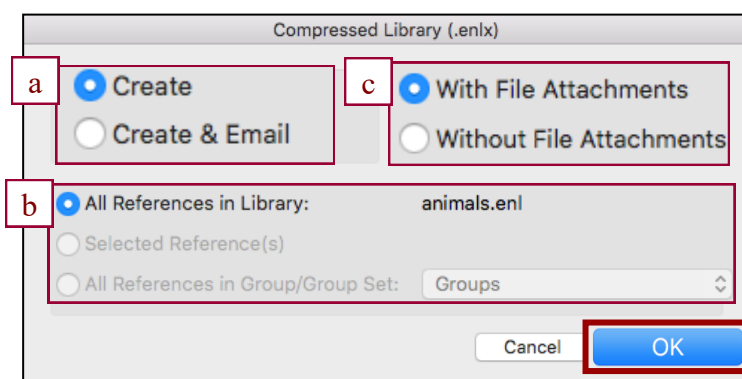 Compressed Library (.enlx)
a
Create
Create & Email
c
With File Attachments
Without File Attachments
b
All References in Library: animals.enl
Selected Reference(s)
All References in Group/Group Set: Groups
Cancel OK